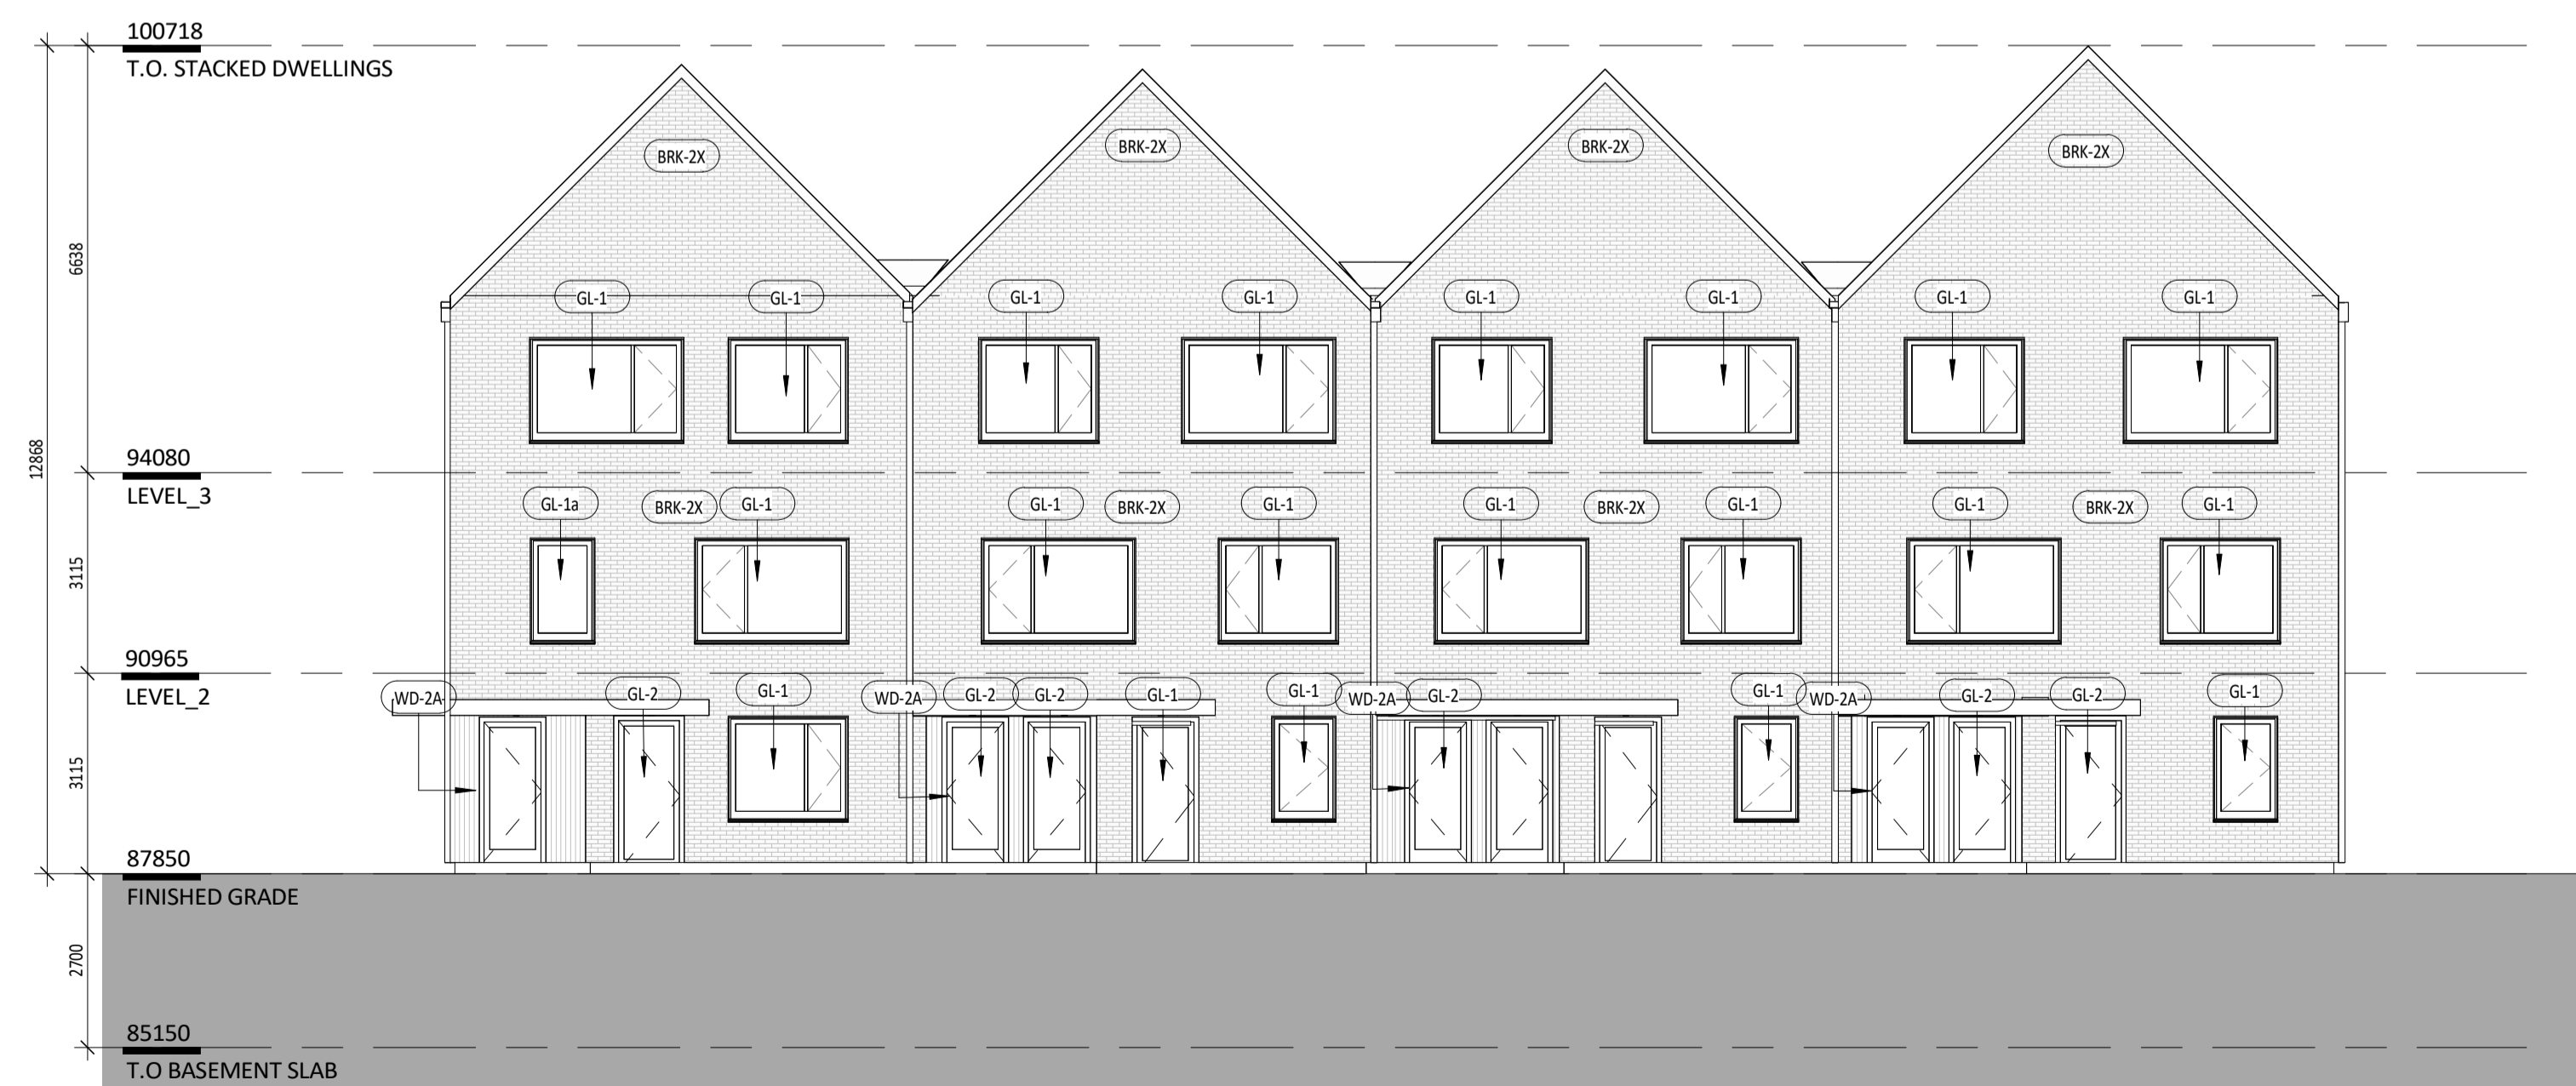 100718
T.O. STACKED DWELLINGS
BRK-2X BRK-2X BRK-2X BRK-2X
6638
GL-1 GL-1 GL-1 GL-1 GL-1 GL-1 GL-1 GL-1
12868
94080
LEVEL_3
GL-1a BRK-2X GL-1 GL-1 BRK-2X GL-1 GL-1 BRK-2X GL-1 GL-1 BRK-2X GL-1
3115
90965
LEVEL_2
WD-2A GL-2 GL-1 WD-2A GL-2 GL-2 GL-1 GL-1 WD-2A GL-2 GL-1 WD-2A GL-2 GL-2 GL-1
3115
87850
FINISHED GRADE
2700
85150
T.O BASEMENT SLAB